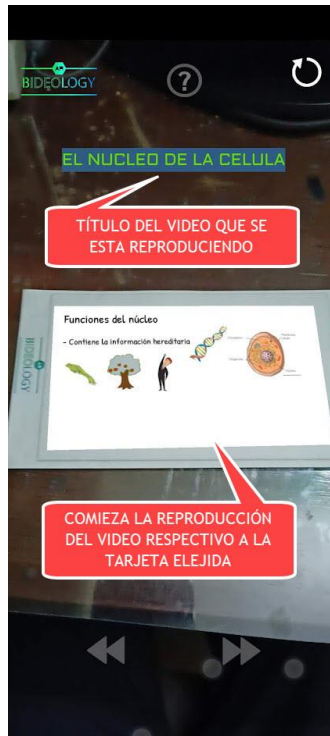 BIDEOLOGY
?
EL NUCLEO DE LA CELULA
TÍTULO DEL VIDEO QUE SE
ESTA REPRODUCIENDO
Funciones del núcleo
- Contiene la información hereditaria
BIDEOLOGY
COMIEZA LA REPRODUCCIÓN
DEL VIDEO RESPECTIVO A LA
TARJETA ELEJIDA